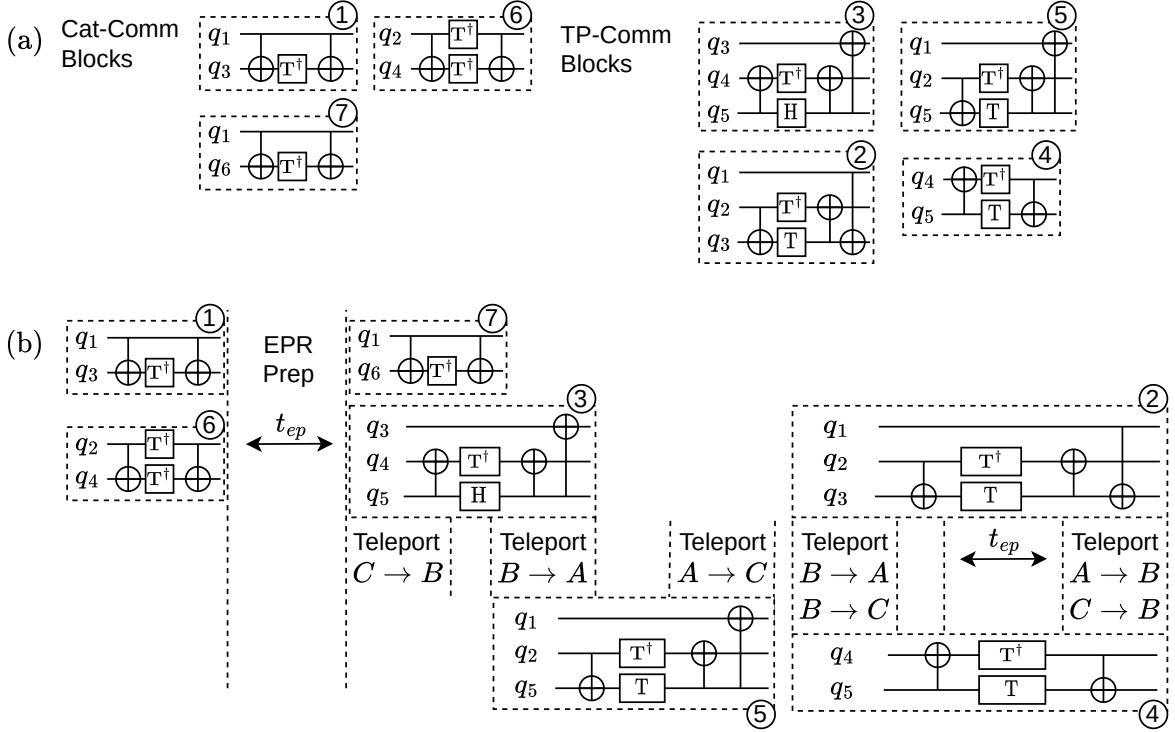 (a) Cat-Comm Blocks
①
q₁
q₃ T†
⑥
q₂ T†
q₄ T†
⑦
q₁
q₆ T†
TP-Comm Blocks
③
q₃
q₄ T†
q₅ H
⑤
q₁
q₂ T†
q₅ T
②
q₁
q₂ T†
q₃ T
④
q₄ T†
q₅ T
(b)
①
q₁
q₃ T†
⑥
q₂ T†
q₄ T†
EPR
Prep
tₑₚ
⑦
q₁
q₆ T†
③
q₃
q₄ T†
q₅ H
②
q₁
q₂ T†
q₃ T
Teleport
C → B
Teleport
B → A
Teleport
A → C
Teleport
B → A
B → C
tₑₚ
Teleport
A → B
C → B
q₁
q₂ T†
q₅ T
⑤
q₄ T†
q₅ T
④